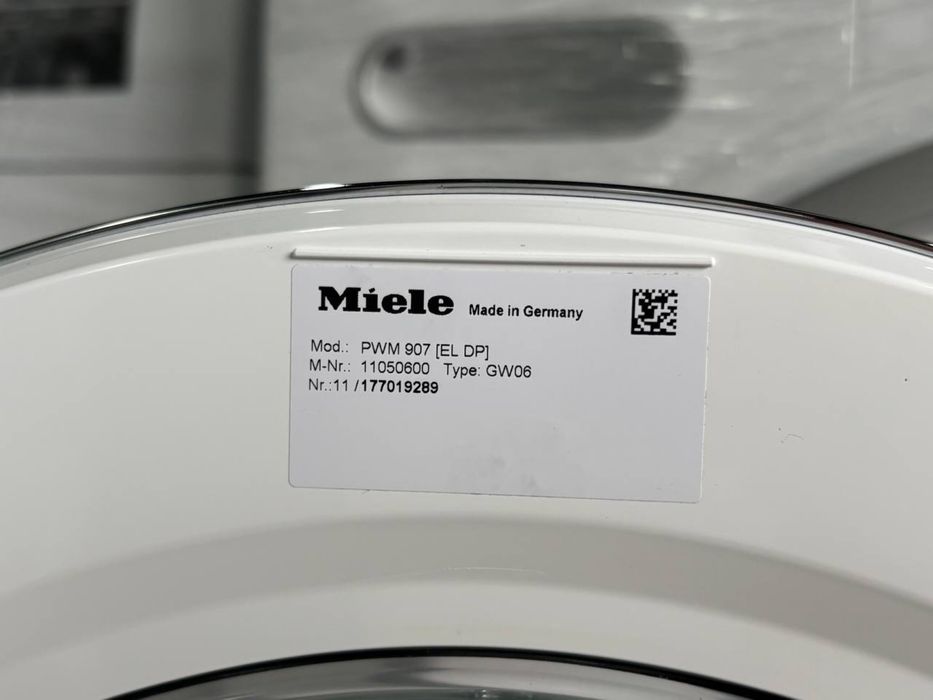 Miele Made in Germany
Mod.: PWM 907 [EL DP]
M-Nr.: 11050600 Type: GW06
Nr.:11 /177019289